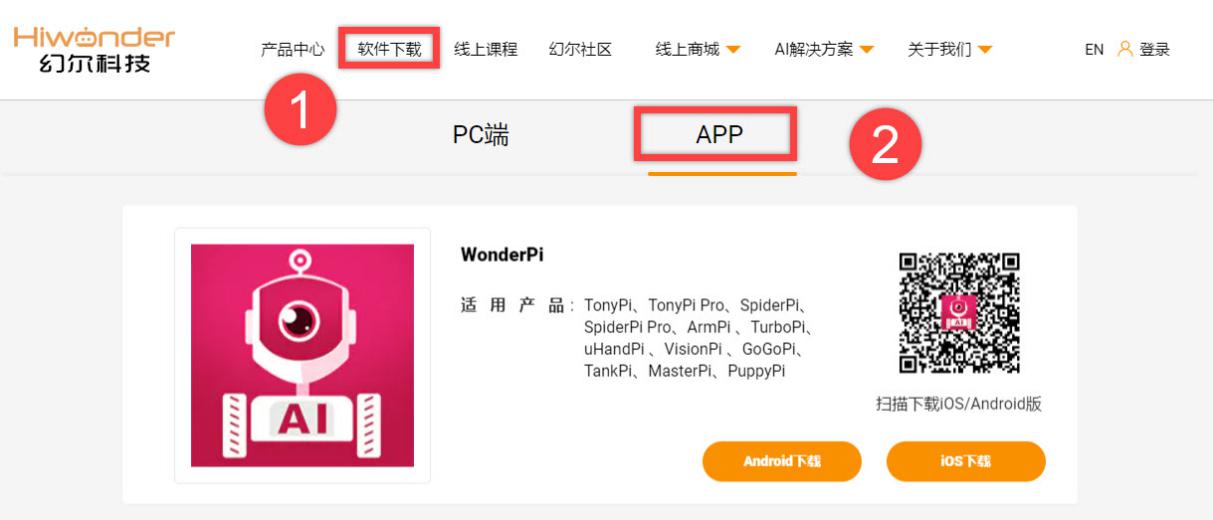 Hiwonder
幻尔科技
产品中心 软件下载 线上课程 幻尔社区 线上商城 AI解决方案 关于我们 EN 登录
1
PC端 APP 2
WonderPi
适用产品: TonyPi、TonyPi Pro、SpiderPi、
SpiderPi Pro、ArmPi 、TurboPi、
uHandPi 、VisionPi 、GoGoPi、
TankPi、MasterPi、PuppyPi
AI
AI
扫描下载iOS/Android版
Android下载 iOS下载